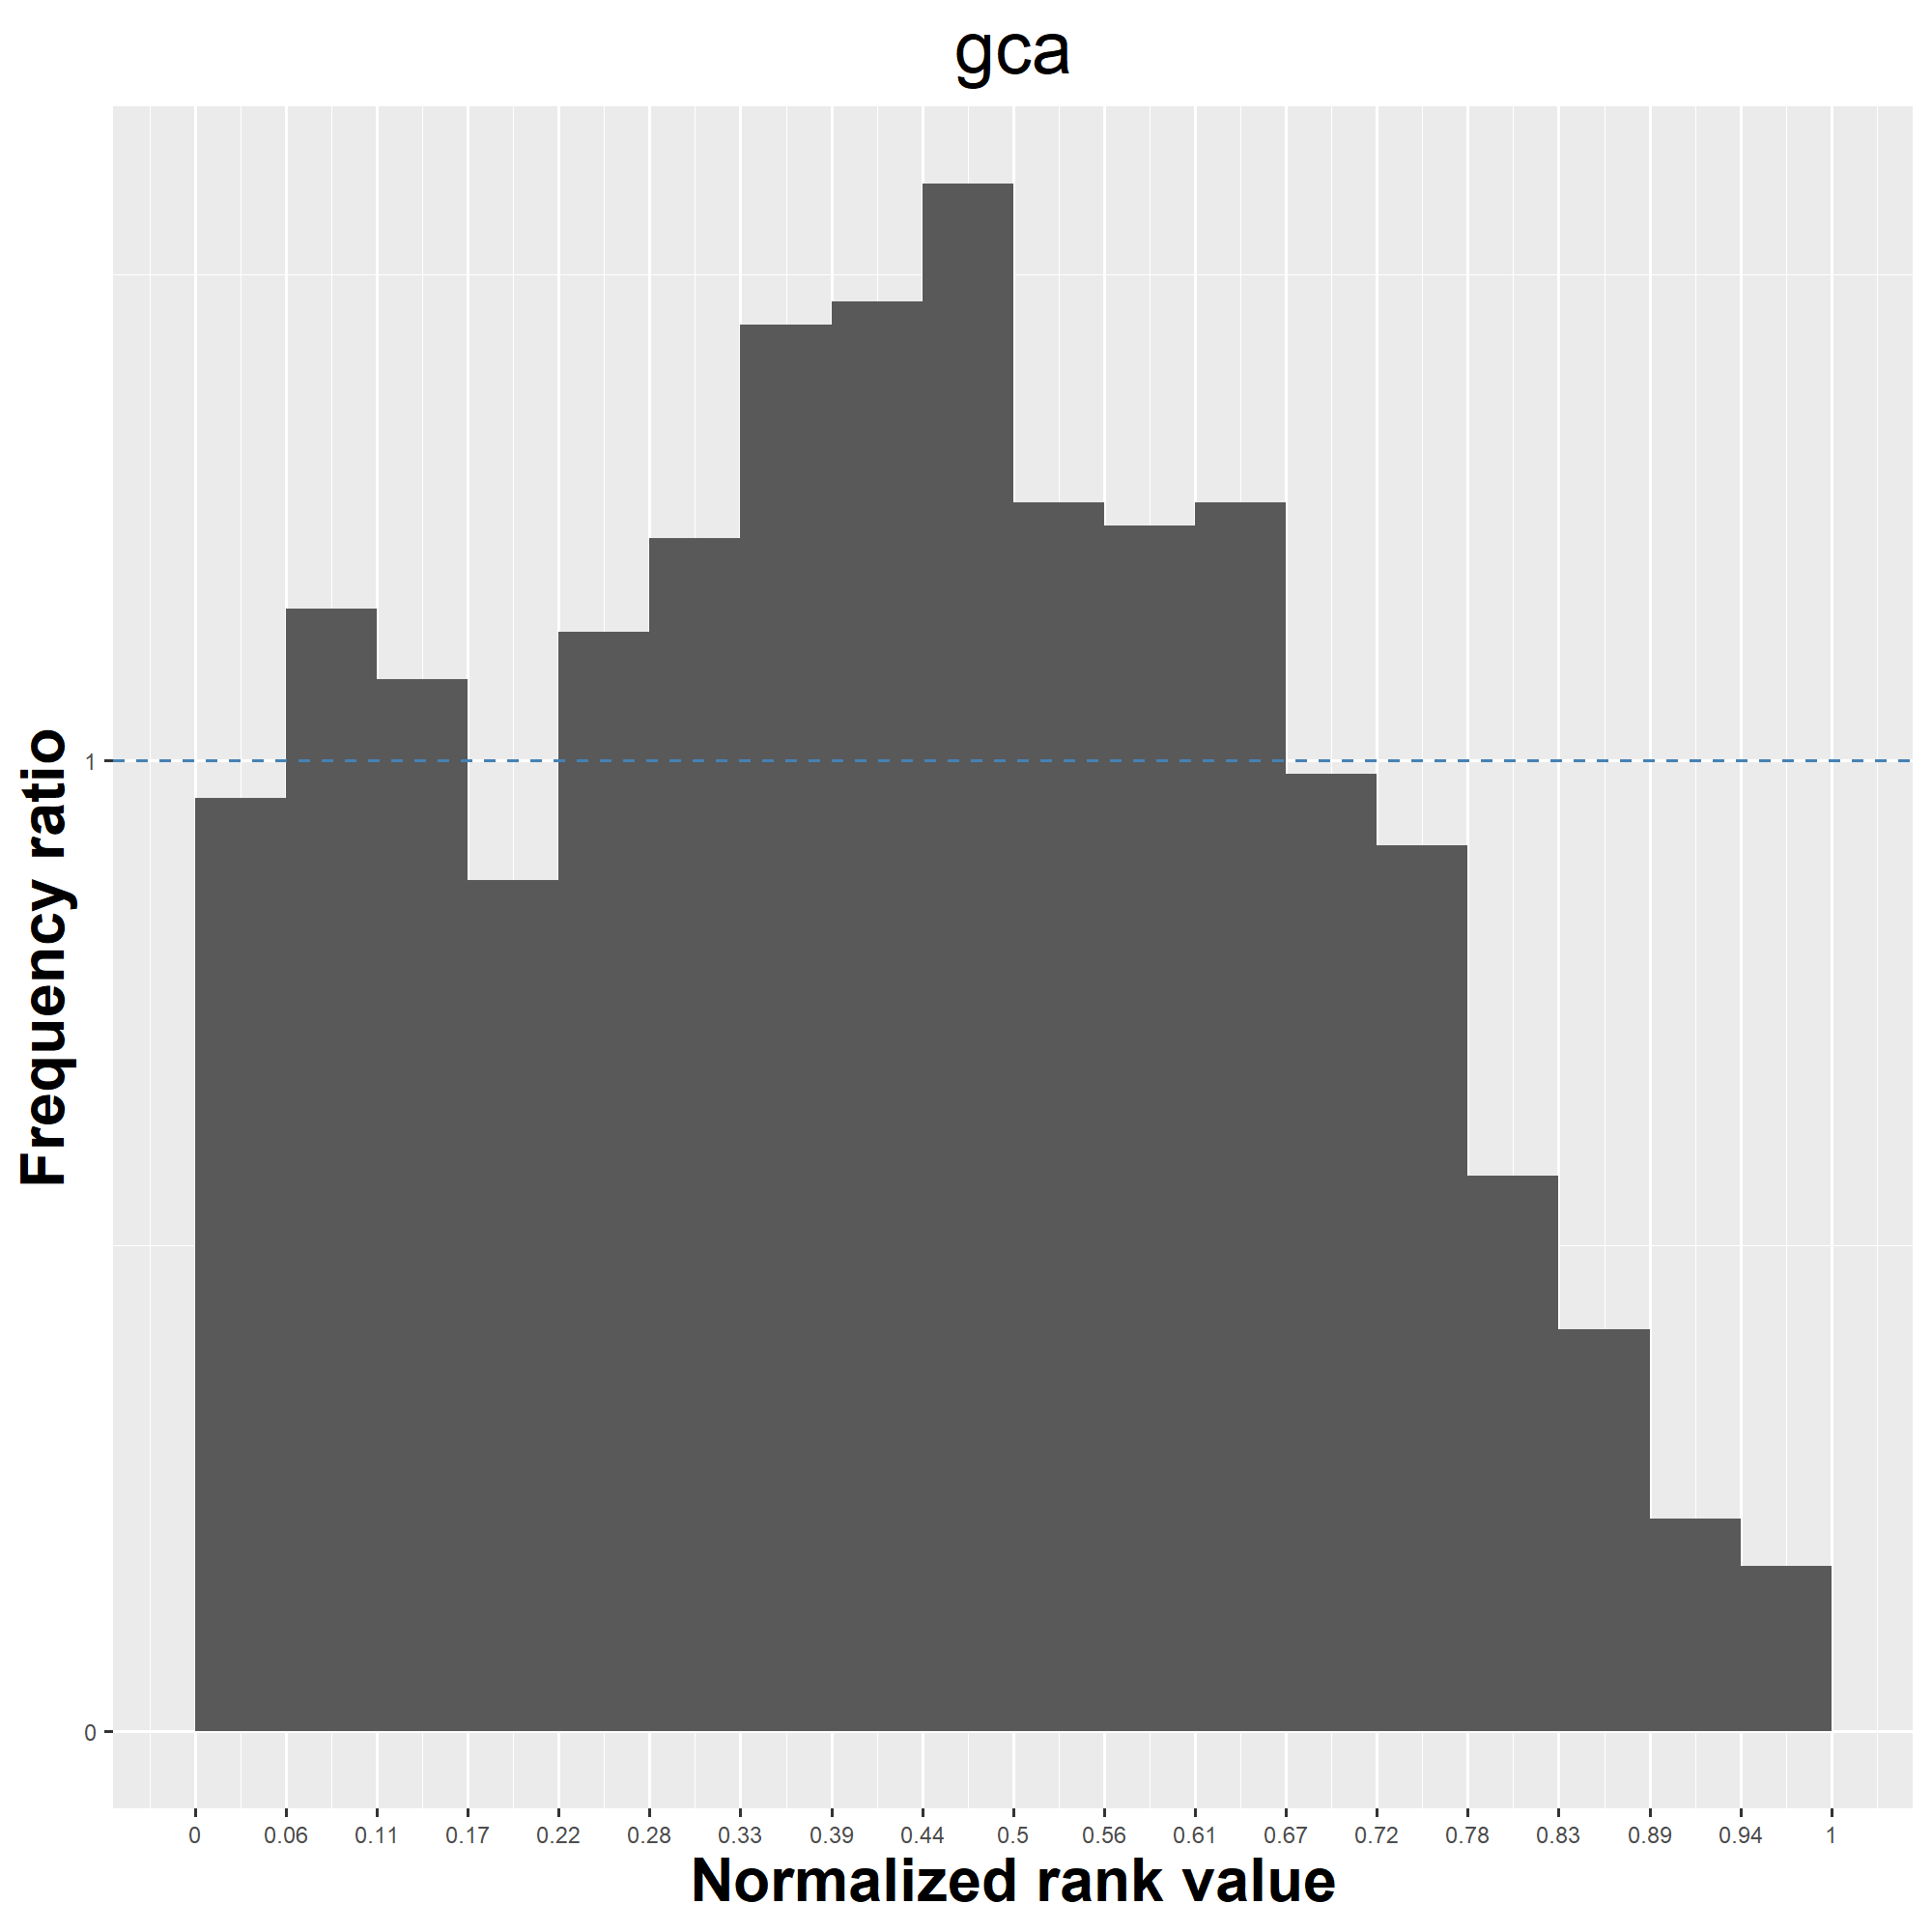 gca
Frequency ratio
1
0
0 0.06 0.11 0.17 0.22 0.28 0.33 0.39 0.44 0.5 0.56 0.61 0.67 0.72 0.78 0.83 0.89 0.94 1
Normalized rank value